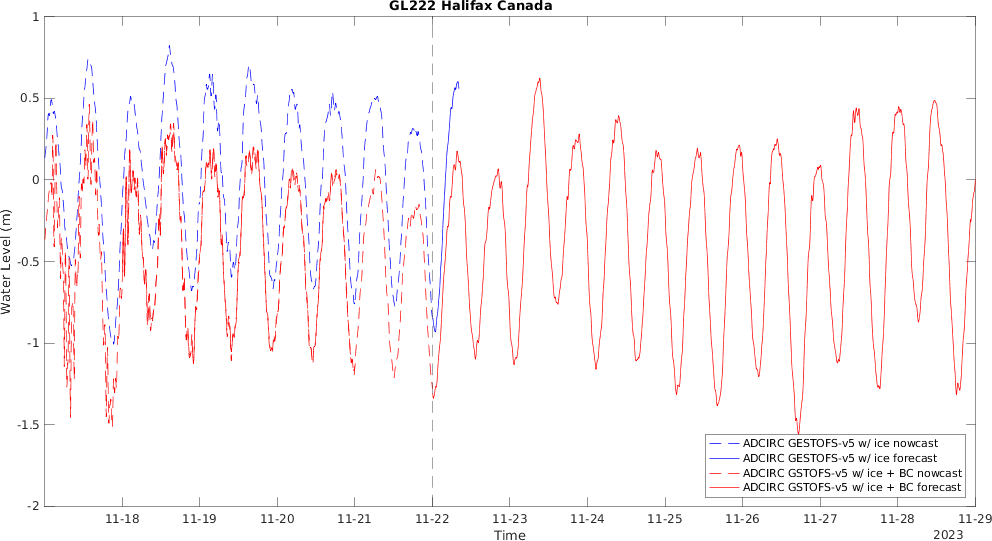 GL222 Halifax Canada
1
0.5
0
-0.5
-1
-1.5
-2
Water Level (m)
11-18 11-19 11-20 11-21 11-22 11-23 11-24 11-25 11-26 11-27 11-28 11-29
Time
2023
ADCIRC GESTOFS-v5 w/ ice nowcast
ADCIRC GESTOFS-v5 w/ ice forecast
ADCIRC GSTOFS-v5 w/ ice + BC nowcast
ADCIRC GSTOFS-v5 w/ ice + BC forecast